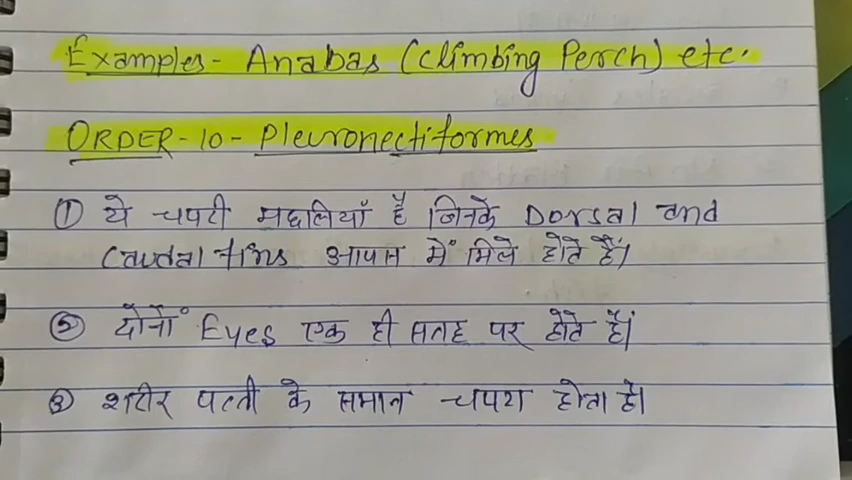 Examples- Anabas (Climbing Perch) etc.
ORDER-10- Pleuronectiformes
① ये चपटी मछलियाँ हैं जिनके Dorsal and
Caudal fins आपस में मिले होते हैं।
② दोनों Eyes एक ही सतह पर होते हैं।
③ शरीर पत्ती के समान चपटा होता है।